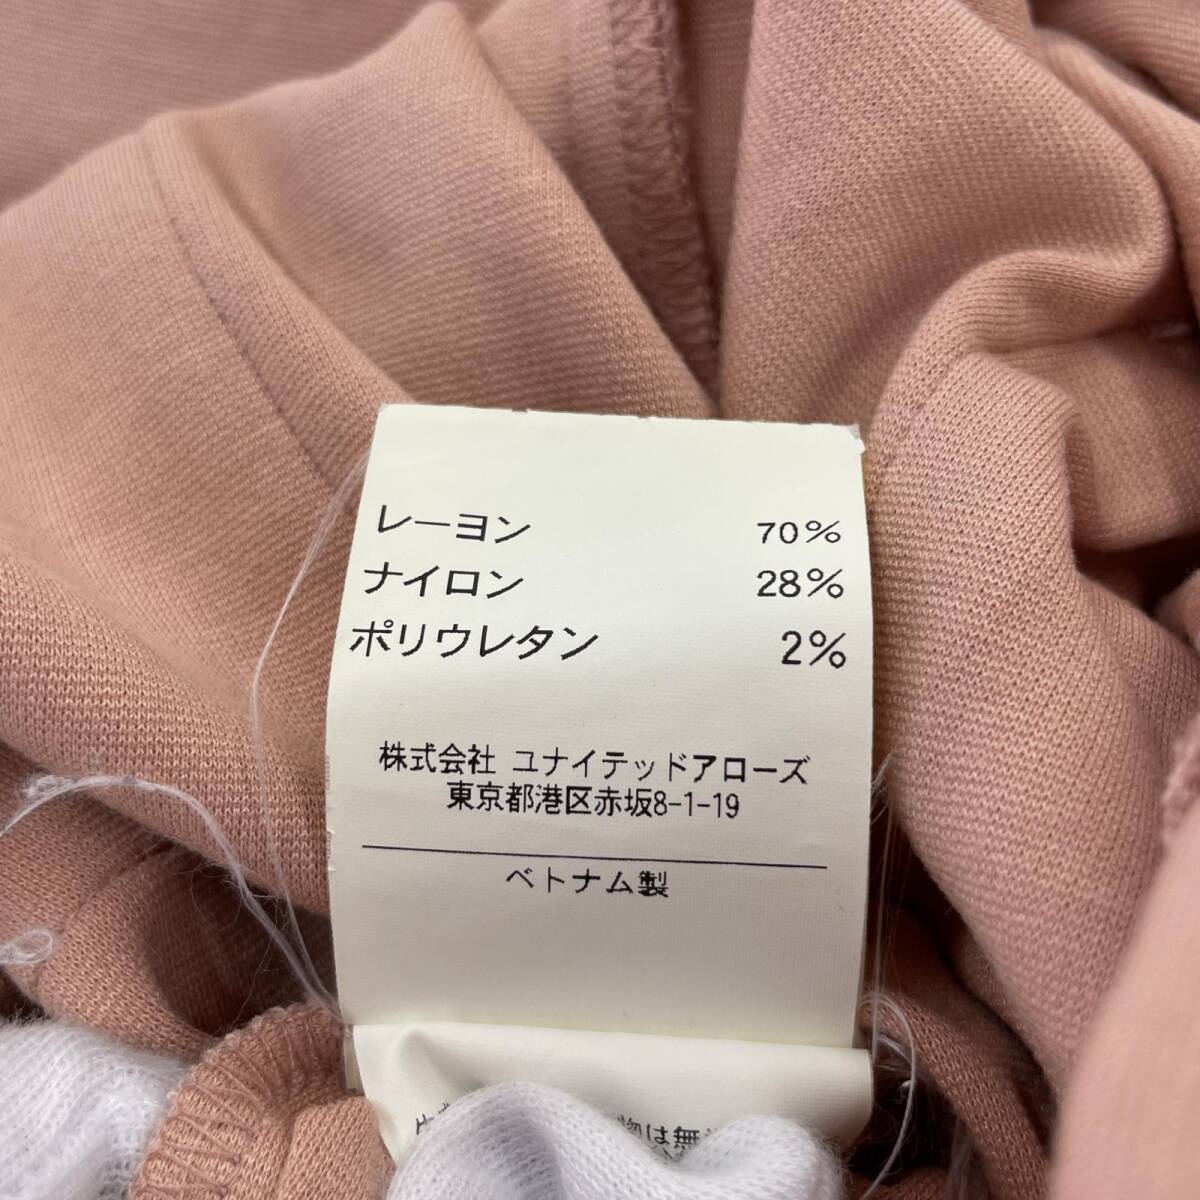 レーヨン 70%
ナイロン 28%
ポリウレタン 2%
株式会社 ユナイテッドアローズ
東京都港区赤坂8-1-19
ベトナム製
は無